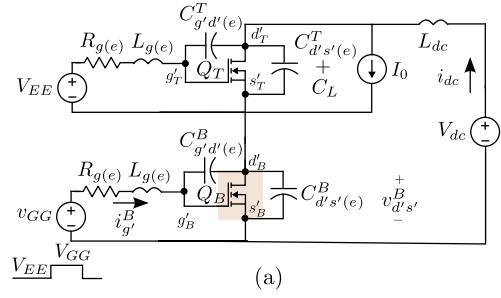 C^T_{g'd'(e)} d'_T C^T_{d's'(e)} + C_L
R_{g(e)} L_{g(e)} L_{dc}
g'_T Q_T s'_T I_0 i_{dc}
V_{EE}
V_{dc}
C^B_{g'd'(e)} d'_B
R_{g(e)} L_{g(e)} Q_B C^B_{d's'(e)} + v^B_{d's'} −
v_{GG} i^B_{g'} g'_B s'_B
V_{EE} V_{GG}
(a)